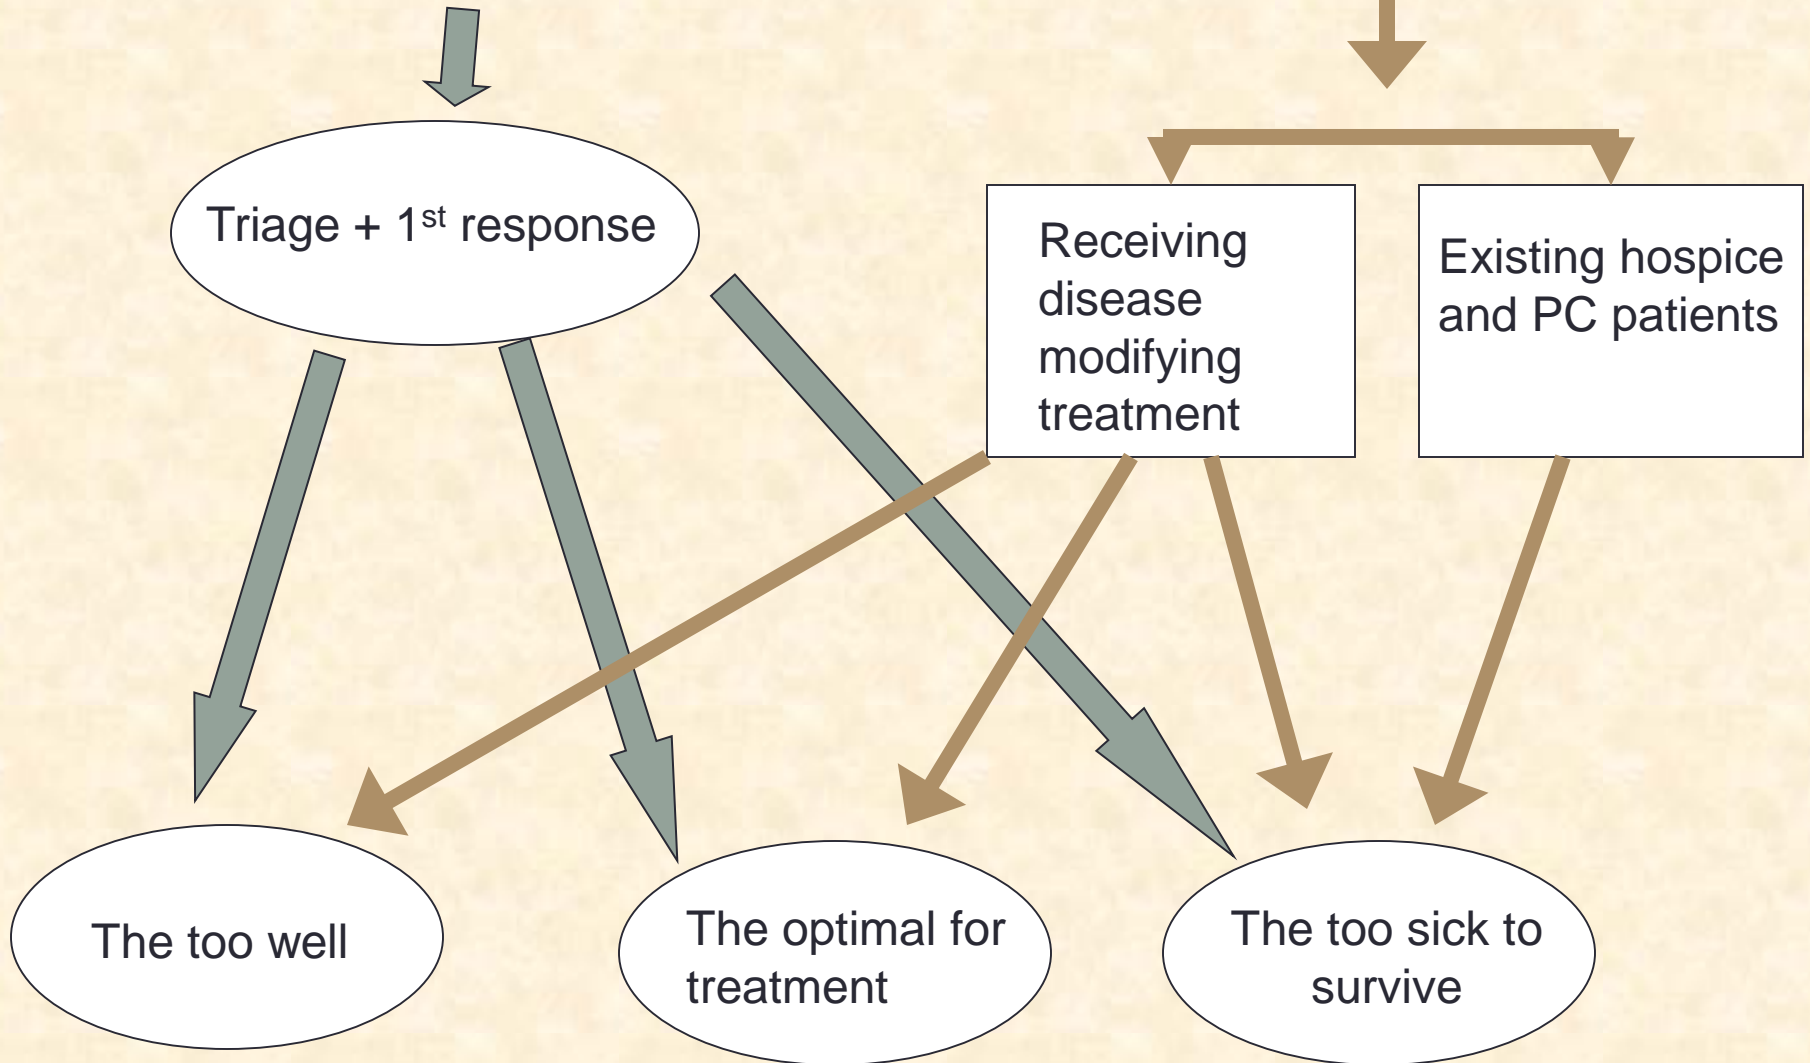 Triage + 1st response
Receiving
disease
modifying
treatment
Existing hospice
and PC patients
The too well
The optimal for
treatment
The too sick to
survive